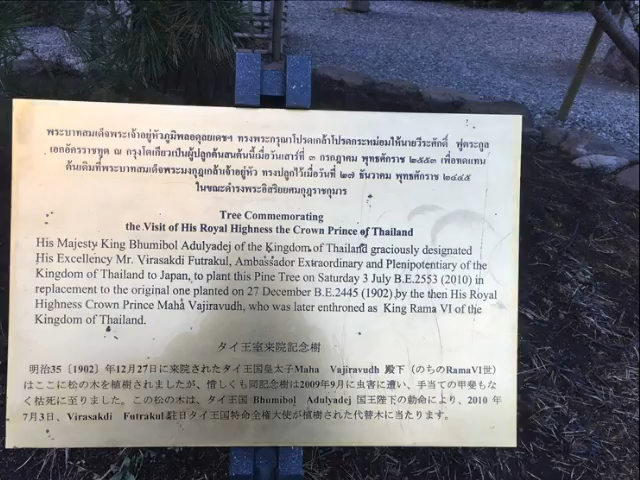 พระบาทสมเด็จพระเจ้าอยู่หัวภูมิพลอดุลยเดชฯ ทรงพระกรุณาโปรดเกล้าโปรดกระหม่อมให้นายวีระศักดิ์ ฟูตระกูล
เอกอัครราชทูต ณ กรุงโตเกียวเป็นผู้ปลูกต้นสนต้นนี้เมื่อวันเสาร์ที่ ๓ กรกฎาคม พุทธศักราช ๒๕๕๓ เพื่อทดแทน
ต้นเดิมที่พระบาทสมเด็จพระมงกุฎเกล้าเจ้าอยู่หัว ทรงปลูกไว้เมื่อวันที่ ๒๗ ธันวาคม พุทธศักราช ๒๔๔๕
ในขณะดำรงพระอิสริยยศมกุฎราชกุมาร
Tree Commemorating
the Visit of His Royal Highness the Crown Prince of Thailand
His Majesty King Bhumibol Adulyadej of the Kingdom of Thailand graciously designated
His Excellency Mr. Virasakdi Futrakul, Ambassador Extraordinary and Plenipotentiary of the
Kingdom of Thailand to Japan, to plant this Pine Tree on Saturday 3 July B.E.2553 (2010) in
replacement to the original one planted on 27 December B.E.2445 (1902) by the then His Royal
Highness Crown Prince Maha Vajiravudh, who was later enthroned as King Rama VI of the
Kingdom of Thailand.
タイ王室来院記念樹
明治35［1902］年12月27日に来院されたタイ王国皇太子Maha Vajiravudh 殿下（のちのRamaVI世）
はここに松の木を植樹されましたが、惜しくも同記念樹は2009年9月に虫害に遭い、手当ての甲斐もな
く枯死に至りました。この松の木は、タイ王国 Bhumibol Adulyadej 国王陛下の勅命により、2010 年
7月3日、Virasakdi Futrakul駐日タイ王国特命全権大使が植樹された代替木に当たります。